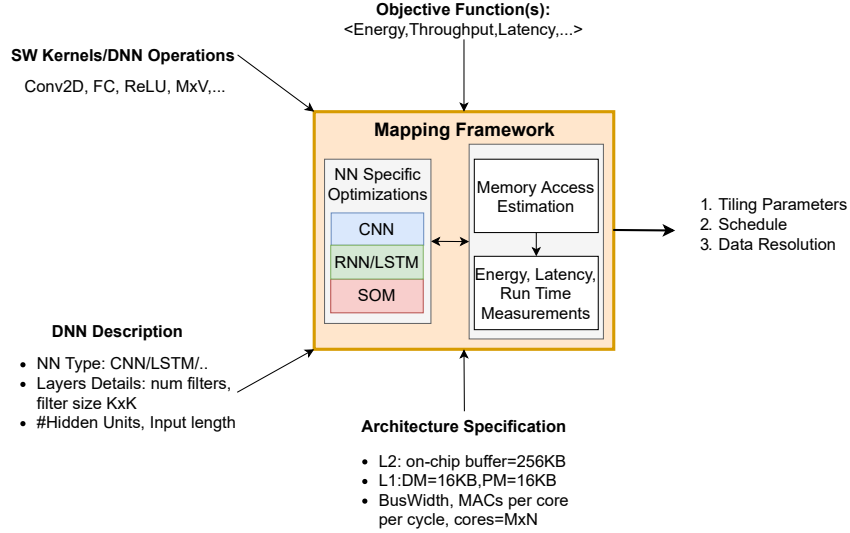 Objective Function(s):
<Energy,Throughput,Latency,...>
SW Kernels/DNN Operations
Conv2D, FC, ReLU, MxV,...
Mapping Framework
NN Specific
Optimizations
CNN
RNN/LSTM
SOM
Memory Access
Estimation
Energy, Latency,
Run Time
Measurements
1. Tiling Parameters
2. Schedule
3. Data Resolution
DNN Description
• NN Type: CNN/LSTM/..
• Layers Details: num filters,
filter size KxK
• #Hidden Units, Input length
Architecture Specification
• L2: on-chip buffer=256KB
• L1:DM=16KB,PM=16KB
• BusWidth, MACs per core
per cycle, cores=MxN